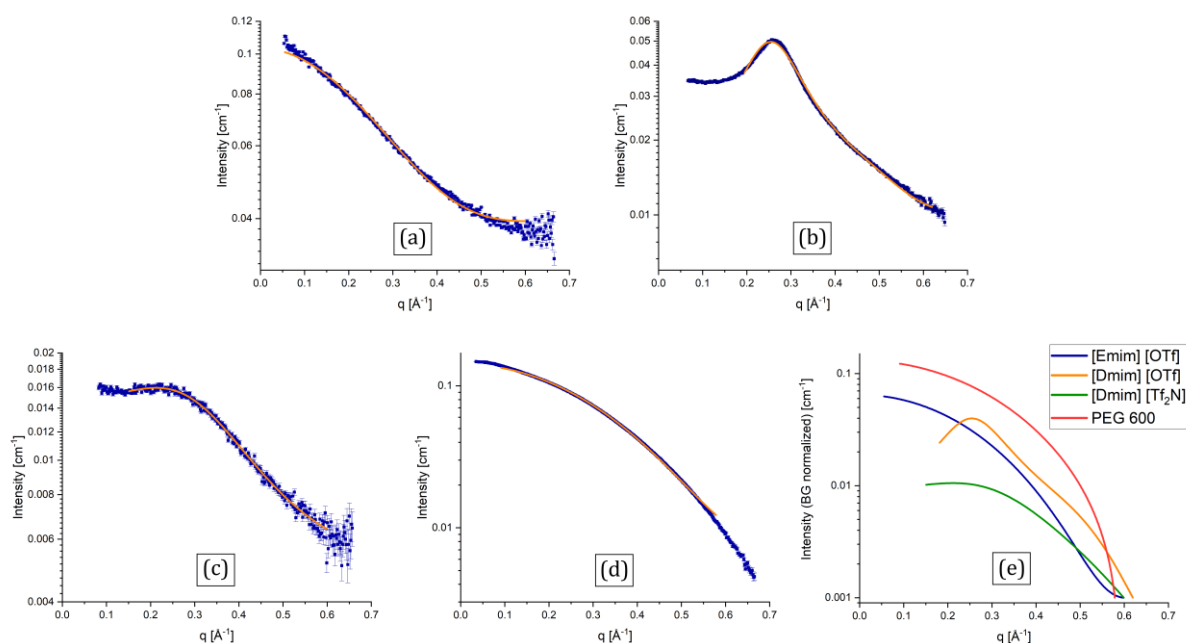 0.12
0.1
0.08
0.06
0.04
Intensity [cm⁻¹]
(a)
0.0 0.1 0.2 0.3 0.4 0.5 0.6 0.7
q [Å⁻¹]
0.06
0.05
0.04
0.03
0.02
0.01
Intensity [cm⁻¹]
(b)
0.0 0.1 0.2 0.3 0.4 0.5 0.6 0.7
q [Å⁻¹]
0.02
0.018
0.016
0.014
0.012
0.01
0.008
0.006
0.004
Intensity [cm⁻¹]
(c)
0.0 0.1 0.2 0.3 0.4 0.5 0.6 0.7
q [Å⁻¹]
0.1
0.01
Intensity [cm⁻¹]
(d)
0.0 0.1 0.2 0.3 0.4 0.5 0.6 0.7
q [Å⁻¹]
[Emim] [OTf]
[Dmim] [OTf]
[Dmim] [Tf₂N]
PEG 600
0.1
0.01
0.001
Intensity (BG normalized) [cm⁻¹]
(e)
0.0 0.1 0.2 0.3 0.4 0.5 0.6 0.7
q [Å⁻¹]